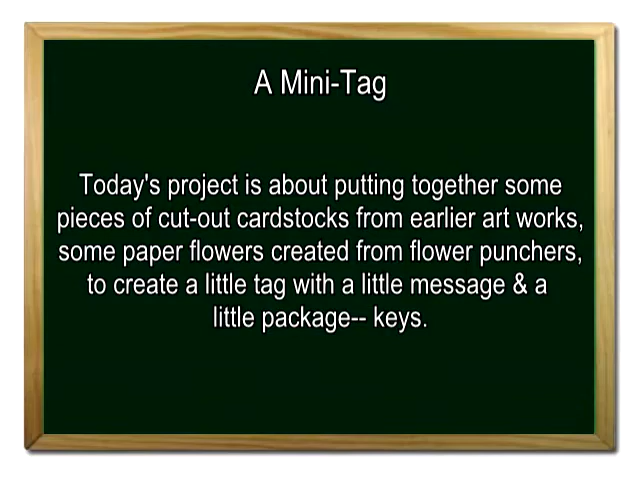 A Mini-Tag
Today's project is about putting together some
pieces of cut-out cardstocks from earlier art works,
some paper flowers created from flower punchers,
to create a little tag with a little message & a
little package-- keys.